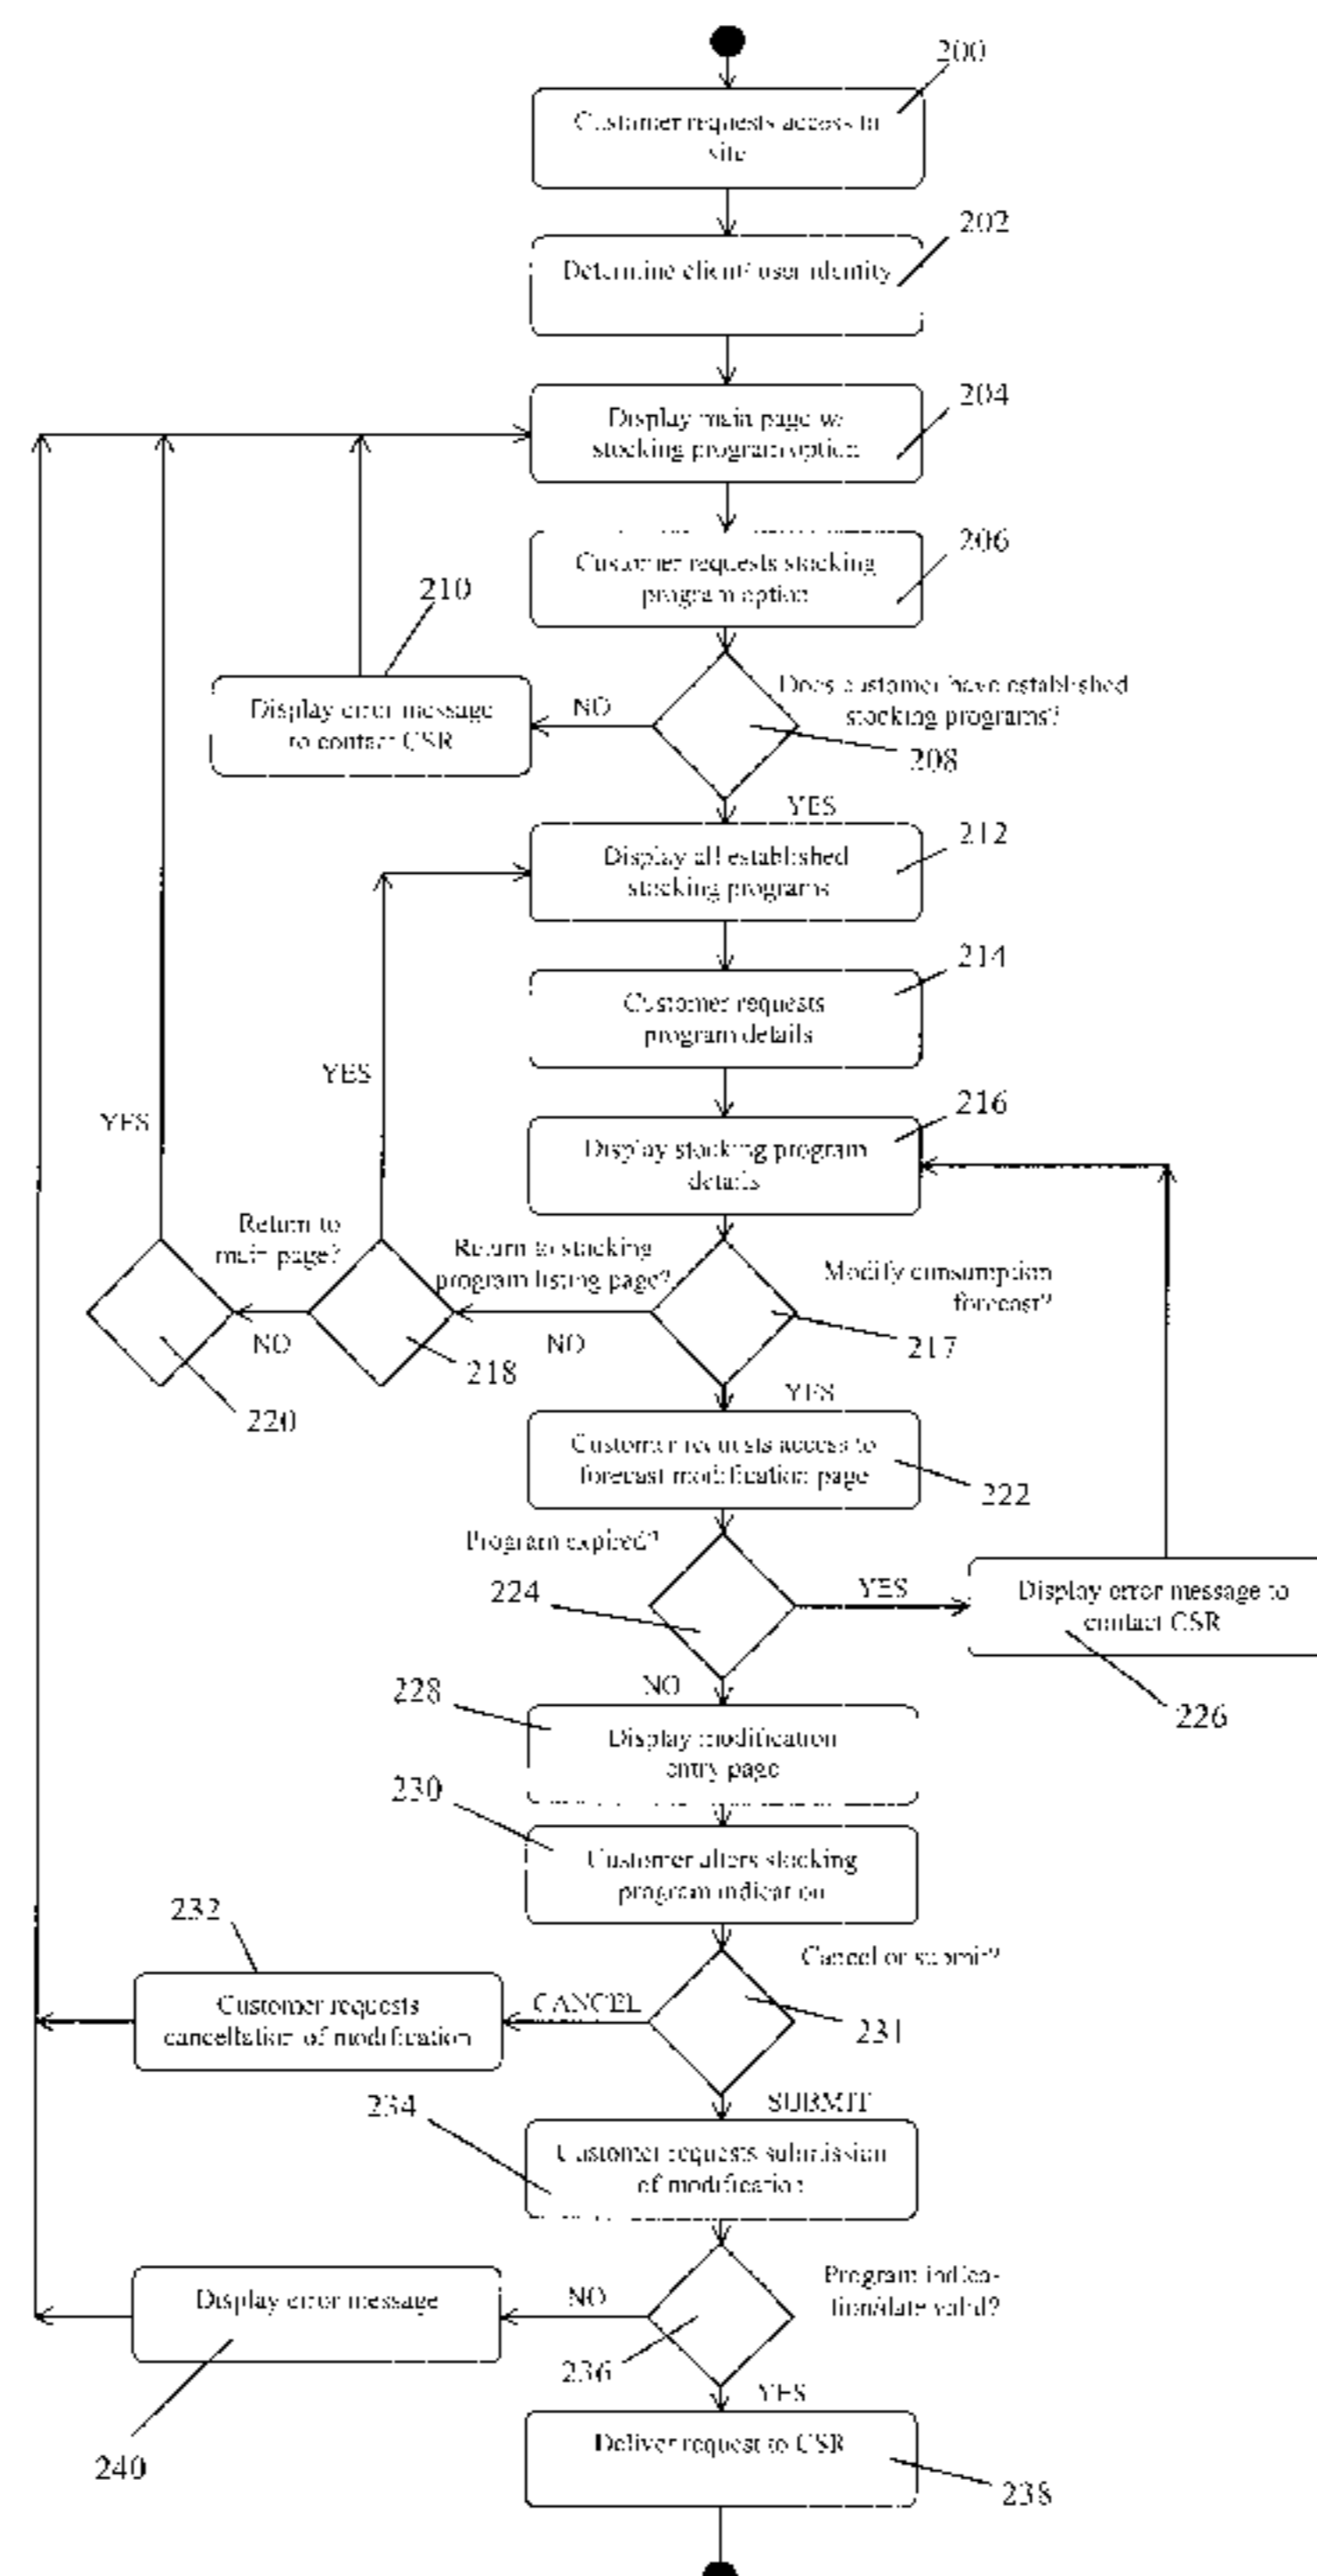 200
Customer requests access to
site
202
Determine client/ user identity
204
Display main page w/
stocking program option
206
Customer requests stocking
program option
210
Display error message
to contact CSR
NO
Does customer have established
stocking programs?
208
YES
212
Display all established
stocking programs
214
Customer requests
program details
YES
YES
216
Display stocking program
details
Return to
main page?
Return to stocking
program listing page?
Modify consumption
forecast?
NO
218
NO
217
220
YES
Customer requests access to
forecast modification page
222
Program expired?
224
YES
Display error message to
contact CSR
226
NO
228
Display modification
entry page
230
Customer alters stocking
program indication
232
Cancel or submit?
Customer requests
cancellation of modification
CANCEL
231
234
SUBMIT
Customer requests submission
of modification
Display error message
NO
Program indica-
tion/date valid?
236
YES
240
Deliver request to CSR
238